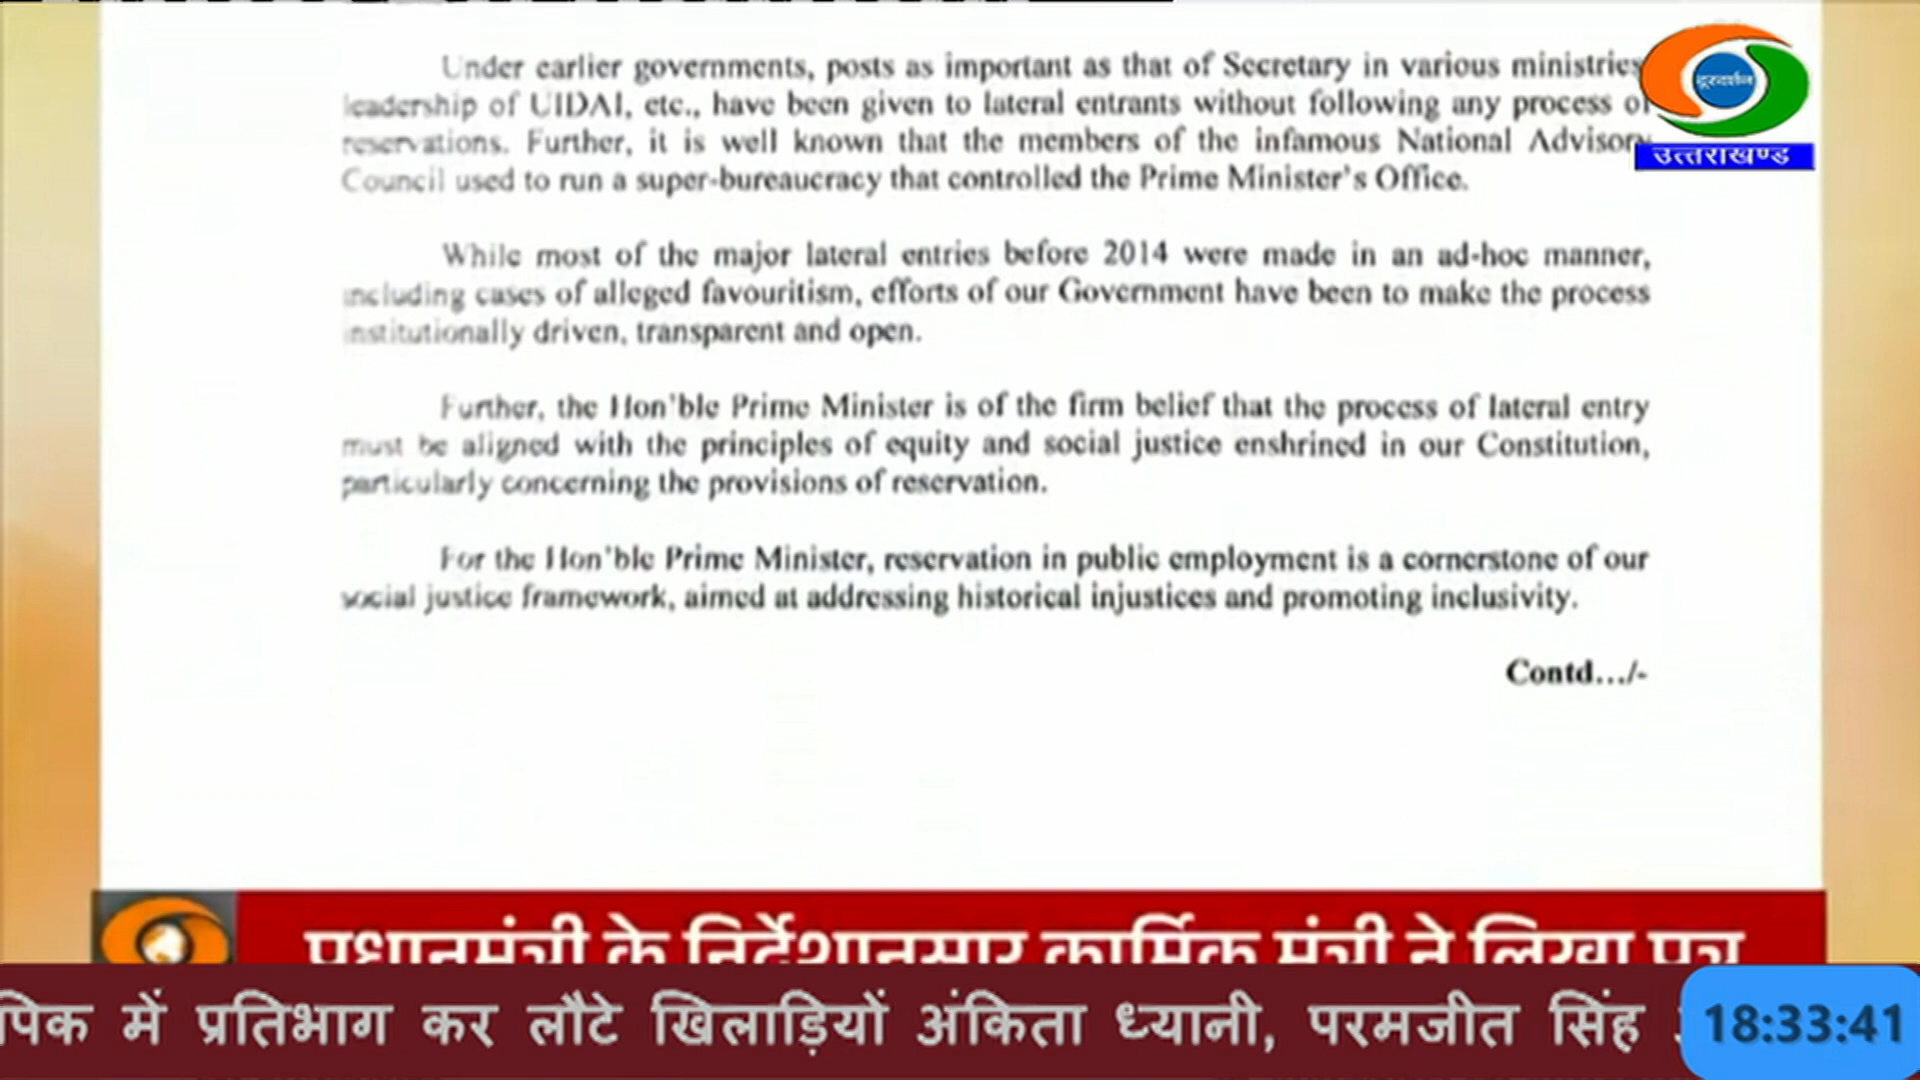 Under earlier governments, posts as important as that of Secretary in various ministries
leadership of UIDAI, etc., have been given to lateral entrants without following any process of
reservations. Further, it is well known that the members of the infamous National Advisory
Council used to run a super-bureaucracy that controlled the Prime Minister's Office.
While most of the major lateral entries before 2014 were made in an ad-hoc manner,
including cases of alleged favouritism, efforts of our Government have been to make the process
institutionally driven, transparent and open.
Further, the Hon'ble Prime Minister is of the firm belief that the process of lateral entry
must be aligned with the principles of equity and social justice enshrined in our Constitution,
particularly concerning the provisions of reservation.
For the Hon'ble Prime Minister, reservation in public employment is a cornerstone of our
social justice framework, aimed at addressing historical injustices and promoting inclusivity.
Contd.../-
दूरदर्शन
उत्तराखण्ड
प्रधानमंत्री के निर्देशानुसार कार्मिक मंत्री ने लिखा पत्र
पिक में प्रतिभाग कर लौटे खिलाड़ियों अंकिता ध्यानी, परमजीत सिंह
18:33:41